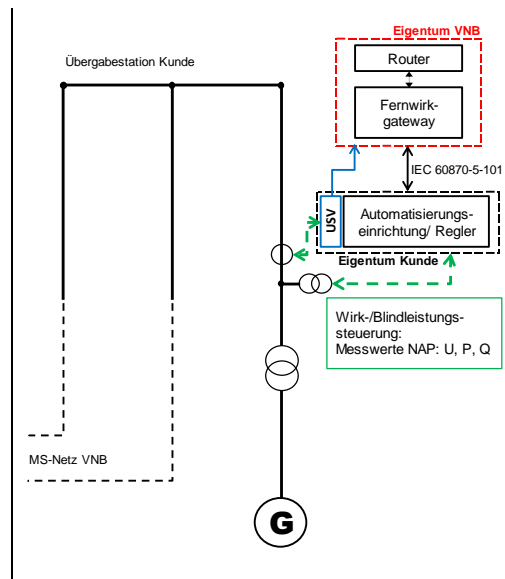 Eigentum VNB
Router
Übergabestation Kunde
Fernwirk-
gateway
IEC 60870-5-101
USV
Automatisierungs-
einrichtung/ Regler
Eigentum Kunde
Wirk-/Blindleistungs-
steuerung:
Messwerte NAP: U, P, Q
MS-Netz VNB
G